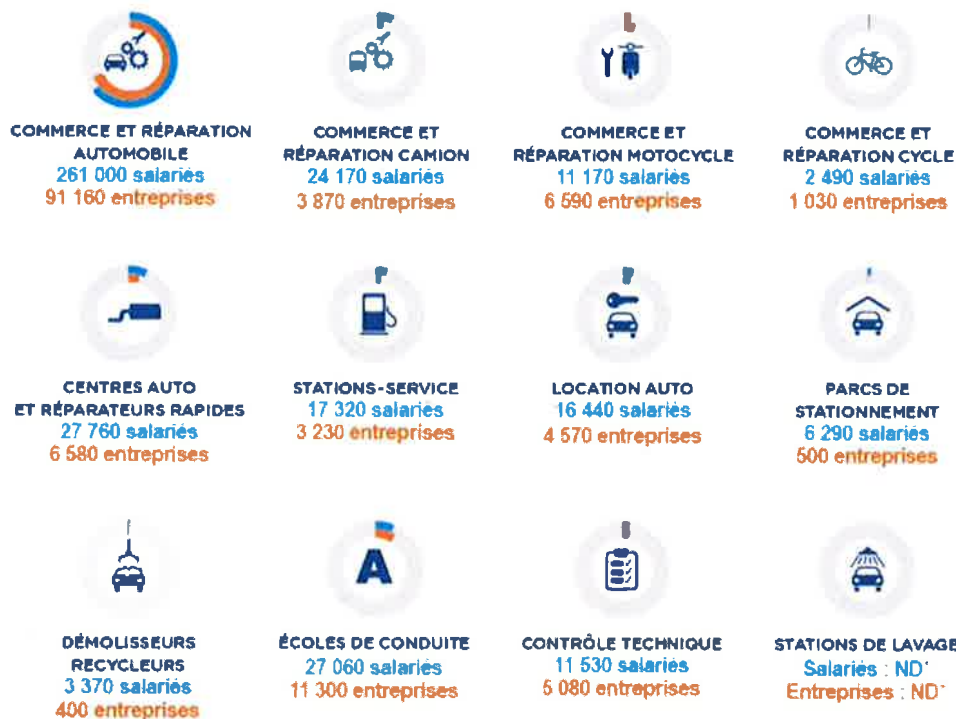 COMMERCE ET RÉPARATION
AUTOMOBILE
261 000 salariés
91 160 entreprises
COMMERCE ET
RÉPARATION CAMION
24 170 salariés
3 870 entreprises
COMMERCE ET
RÉPARATION MOTOCYCLE
11 170 salariés
6 590 entreprises
COMMERCE ET
RÉPARATION CYCLE
2 490 salariés
1 030 entreprises
CENTRES AUTO
ET RÉPARATEURS RAPIDES
27 760 salariés
6 580 entreprises
STATIONS-SERVICE
17 320 salariés
3 230 entreprises
LOCATION AUTO
16 440 salariés
4 570 entreprises
PARCS DE
STATIONNEMENT
6 290 salariés
500 entreprises
DÉMOLISSEURS
RECYCLEURS
3 370 salariés
400 entreprises
A
ÉCOLES DE CONDUITE
27 060 salariés
11 300 entreprises
CONTRÔLE TECHNIQUE
11 530 salariés
5 080 entreprises
STATIONS DE LAVAGE
Salariés : ND*
Entreprises : ND*